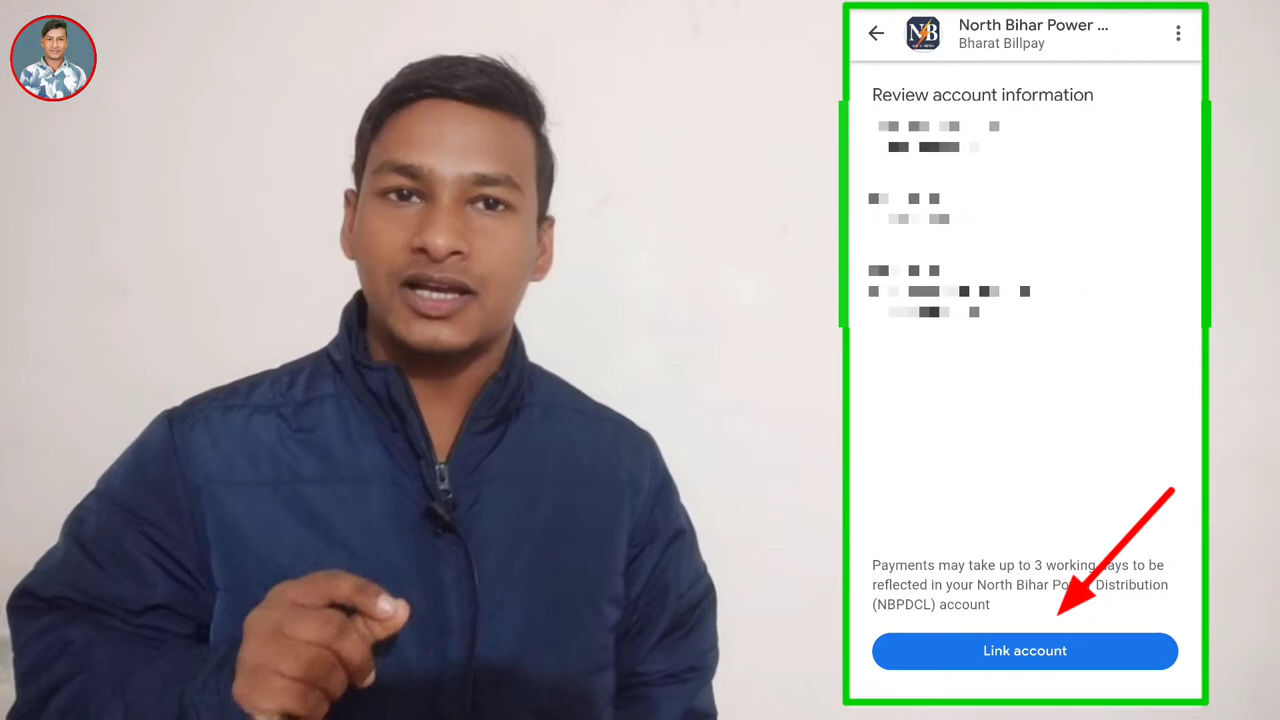 NB
North Bihar Power ...
Bharat Billpay
Review account information
Payments may take up to 3 working days to be
reflected in your North Bihar Power Distribution
(NBPDCL) account
Link account